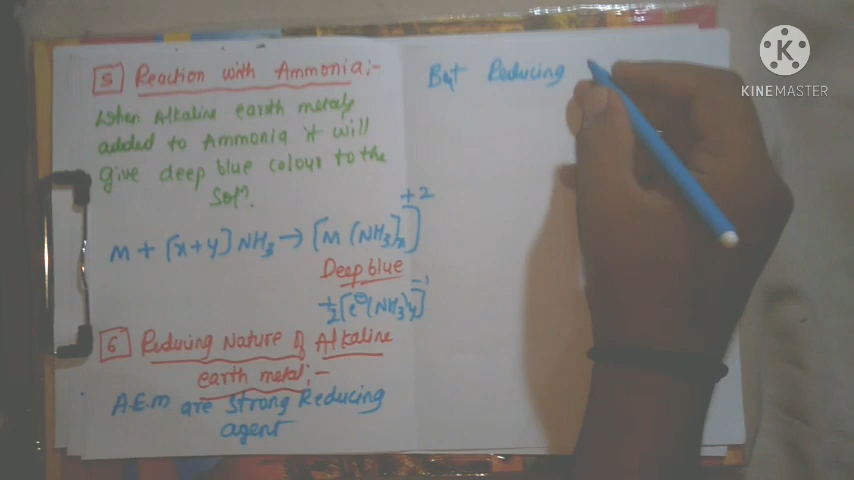 5 Reaction with Ammonia :-
When Alkaline earth metals
added to Ammonia it will
give deep blue colour to the
Solⁿ.
M + [x+y] NH₃ → [M (NH₃)x]⁺²
Deep blue
½[e⊖(NH₃)y]⁻¹
6 Reducing Nature of Alkaline
earth metal :-
A.E.M are Strong Reducing
agent
But Reducing
K
KINEMASTER